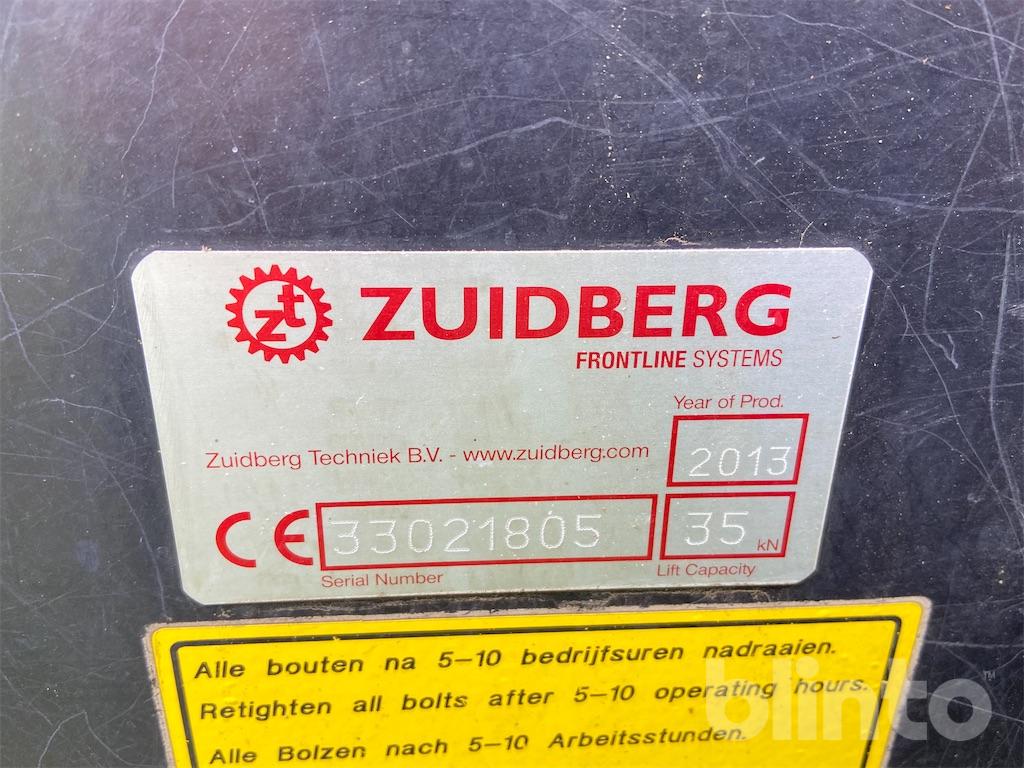 zt ZUIDBERG
FRONTLINE SYSTEMS
Year of Prod.
2013
Zuidberg Techniek B.V. - www.zuidberg.com
CE 33021805 35 kN
Serial Number Lift Capacity
Alle bouten na 5-10 bedrijfsuren nadraaien.
Retighten all bolts after 5-10 operating hours.
Alle Bolzen nach 5-10 Arbeitsstunden.
blinto™